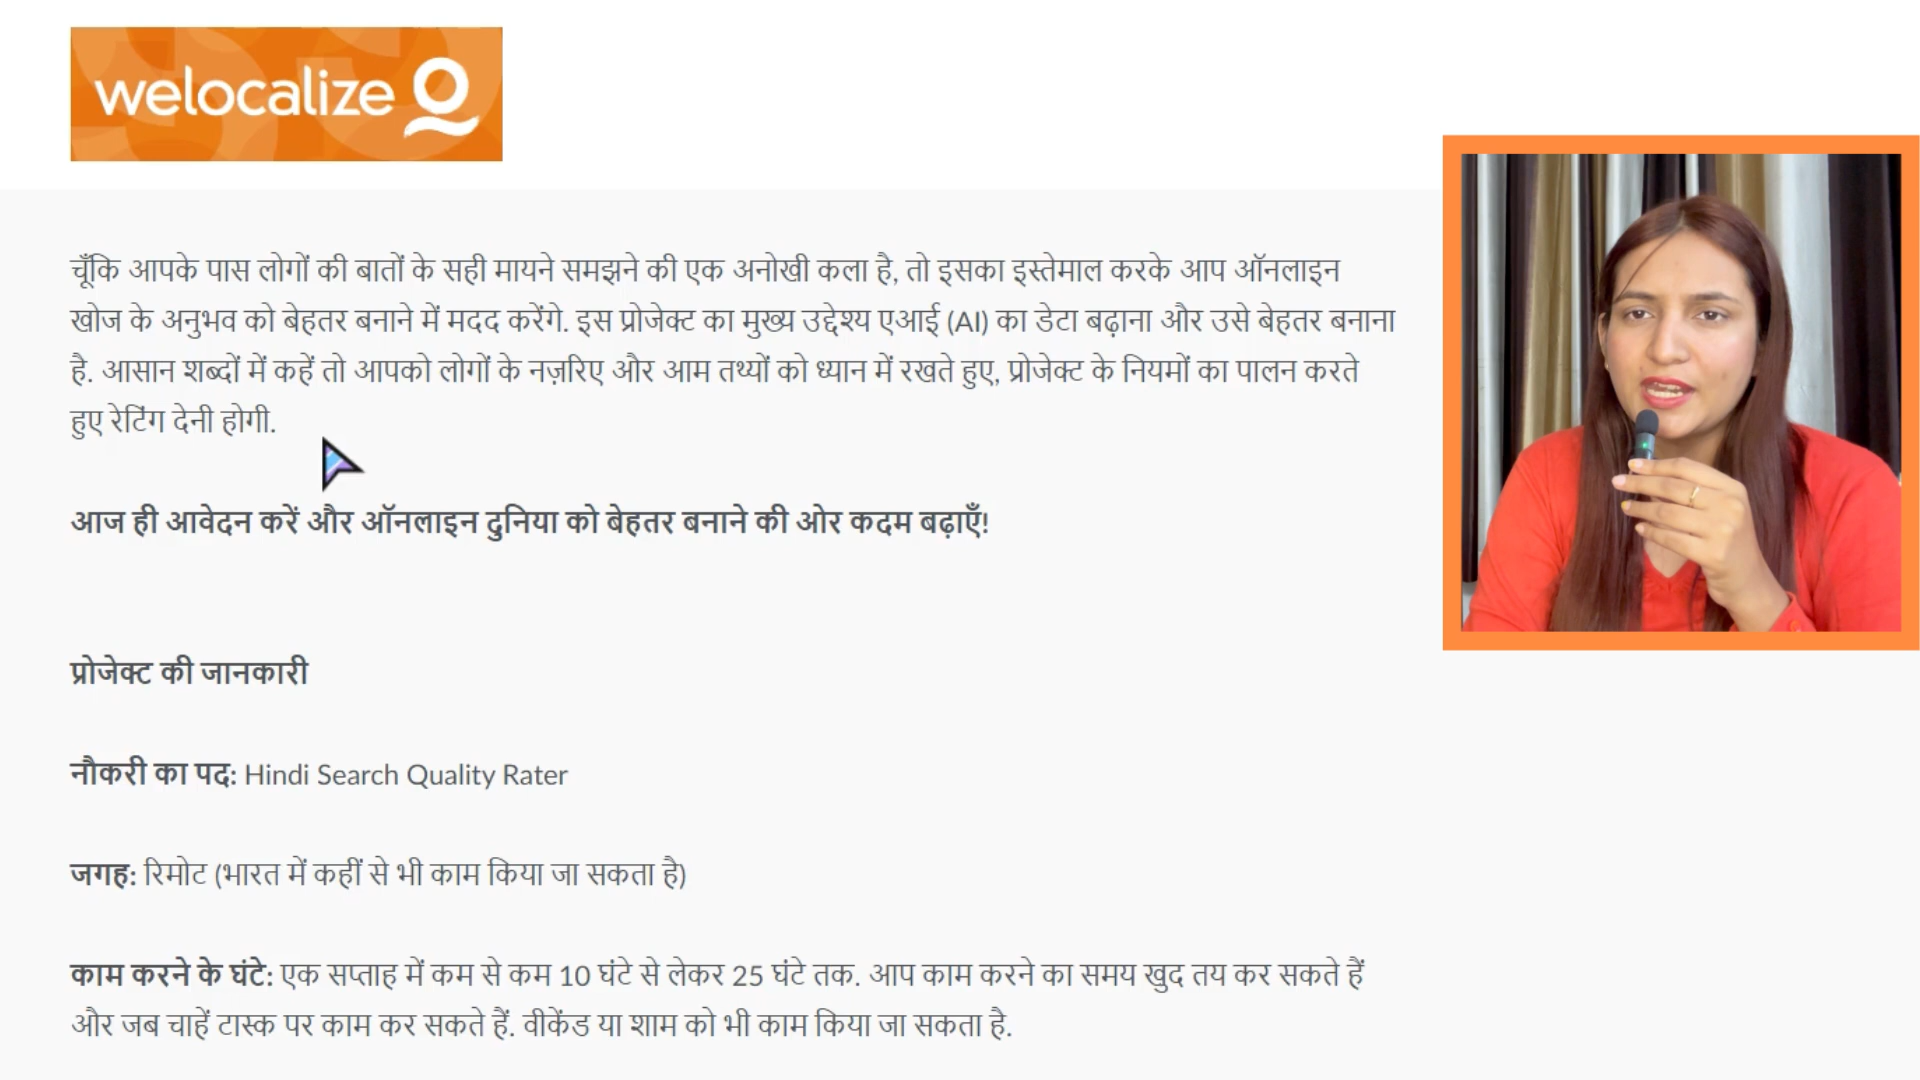 welocalize
चूँकि आपके पास लोगों की बातों के सही मायने समझने की एक अनोखी कला है, तो इसका इस्तेमाल करके आप ऑनलाइन
खोज के अनुभव को बेहतर बनाने में मदद करेंगे. इस प्रोजेक्ट का मुख्य उद्देश्य एआई (AI) का डेटा बढ़ाना और उसे बेहतर बनाना
है. आसान शब्दों में कहें तो आपको लोगों के नज़रिए और आम तथ्यों को ध्यान में रखते हुए, प्रोजेक्ट के नियमों का पालन करते
हुए रेटिंग देनी होगी.
आज ही आवेदन करें और ऑनलाइन दुनिया को बेहतर बनाने की ओर कदम बढ़ाएँ!
प्रोजेक्ट की जानकारी
नौकरी का पद: Hindi Search Quality Rater
जगह: रिमोट (भारत में कहीं से भी काम किया जा सकता है)
काम करने के घंटे: एक सप्ताह में कम से कम 10 घंटे से लेकर 25 घंटे तक. आप काम करने का समय खुद तय कर सकते हैं
और जब चाहें टास्क पर काम कर सकते हैं. वीकेंड या शाम को भी काम किया जा सकता है.